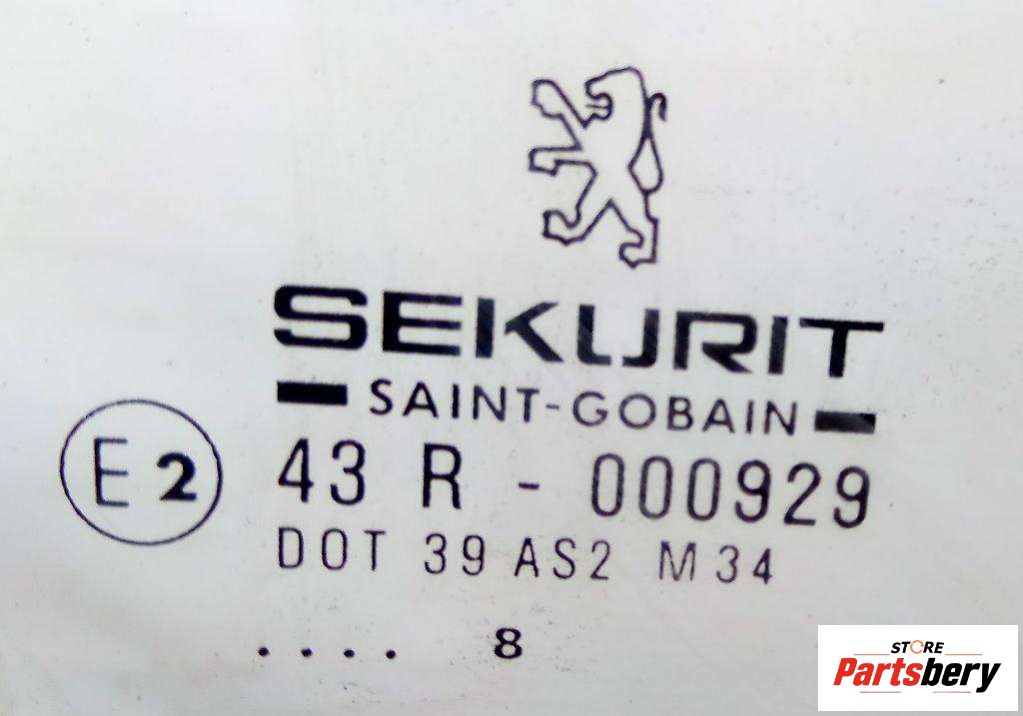 SEKURIT
SAINT-GOBAIN
E2 43 R - 000929
DOT 39 AS2 M34
.... 8
STORE
Partsbery